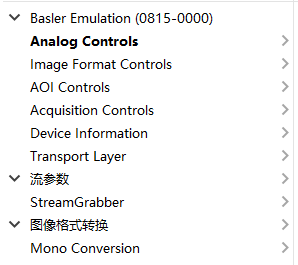 Basler Emulation (0815-0000)
Analog Controls
Image Format Controls
AOI Controls
Acquisition Controls
Device Information
Transport Layer
流参数
StreamGrabber
图像格式转换
Mono Conversion